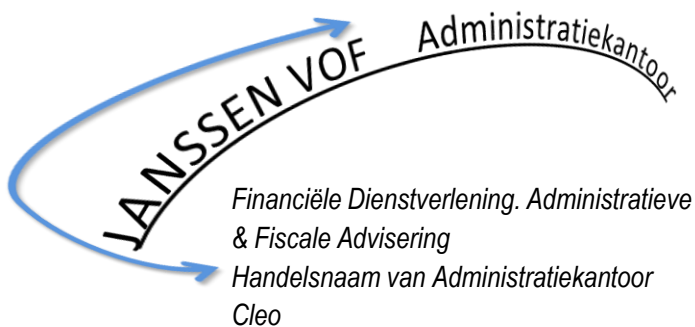 JANSSEN VOF Administratiekantoor
Financiële Dienstverlening. Administratieve
& Fiscale Advisering
Handelsnaam van Administratiekantoor
Cleo